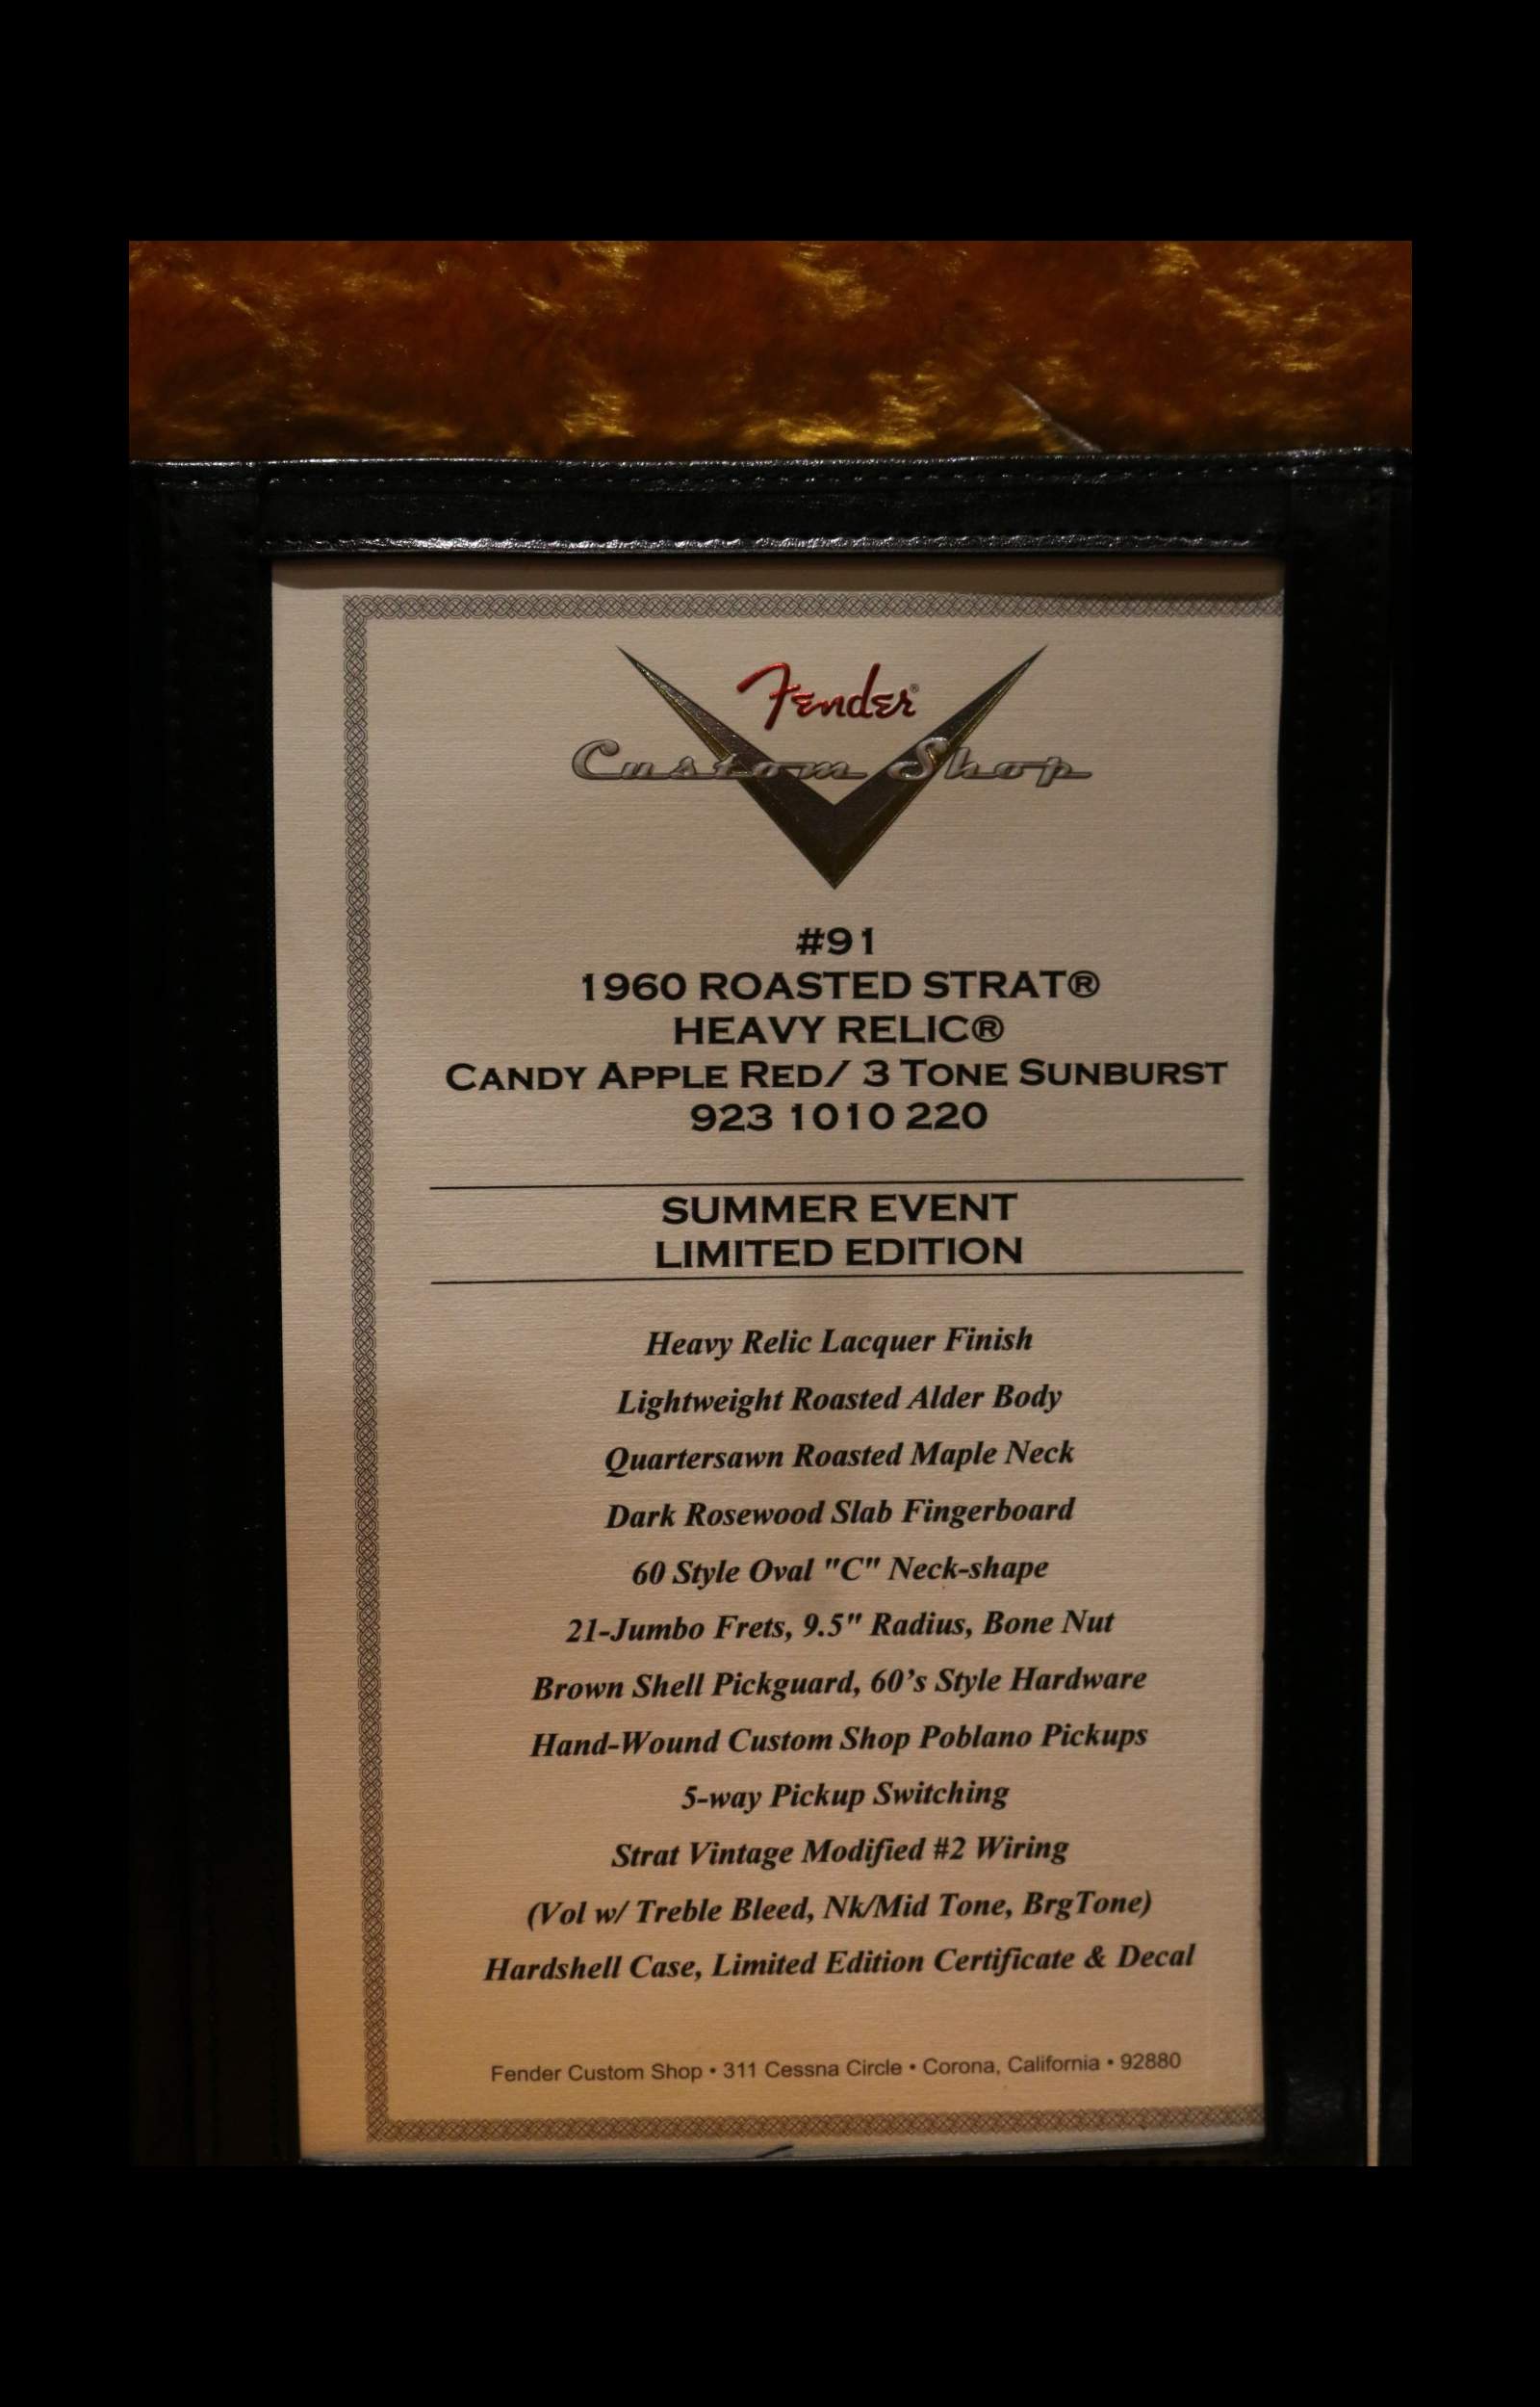 Fender®
Custom Shop
#91
1960 ROASTED STRAT®
HEAVY RELIC®
CANDY APPLE RED/ 3 TONE SUNBURST
923 1010 220
SUMMER EVENT
LIMITED EDITION
Heavy Relic Lacquer Finish
Lightweight Roasted Alder Body
Quartersawn Roasted Maple Neck
Dark Rosewood Slab Fingerboard
60 Style Oval "C" Neck-shape
21-Jumbo Frets, 9.5" Radius, Bone Nut
Brown Shell Pickguard, 60’s Style Hardware
Hand-Wound Custom Shop Poblano Pickups
5-way Pickup Switching
Strat Vintage Modified #2 Wiring
(Vol w/ Treble Bleed, Nk/Mid Tone, BrgTone)
Hardshell Case, Limited Edition Certificate & Decal
Fender Custom Shop • 311 Cessna Circle • Corona, California • 92880